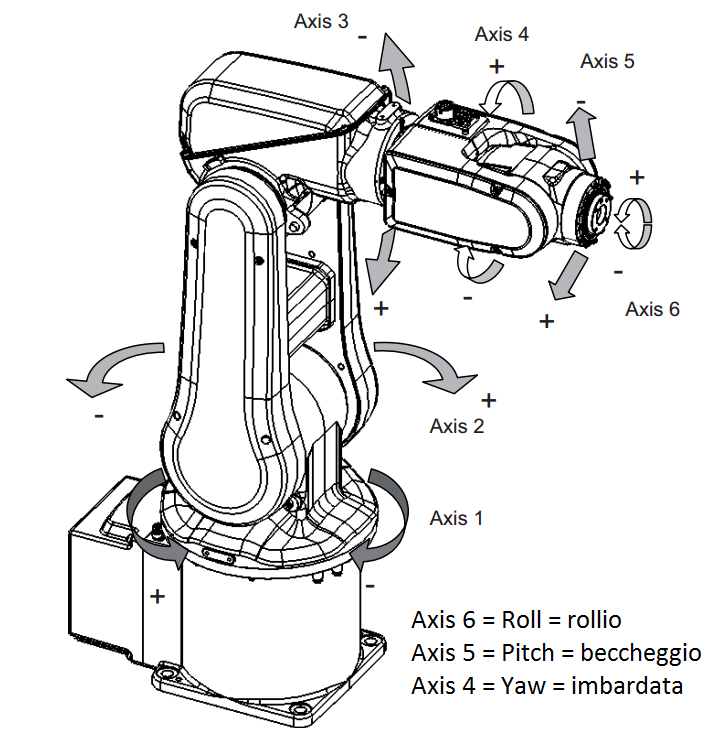 Axis 3
-
Axis 4
+
Axis 5
-
+
-
+
-
Axis 6
+
+
-
+
Axis 2
Axis 1
+
-
Axis 6 = Roll = rollio
Axis 5 = Pitch = beccheggio
Axis 4 = Yaw = imbardata